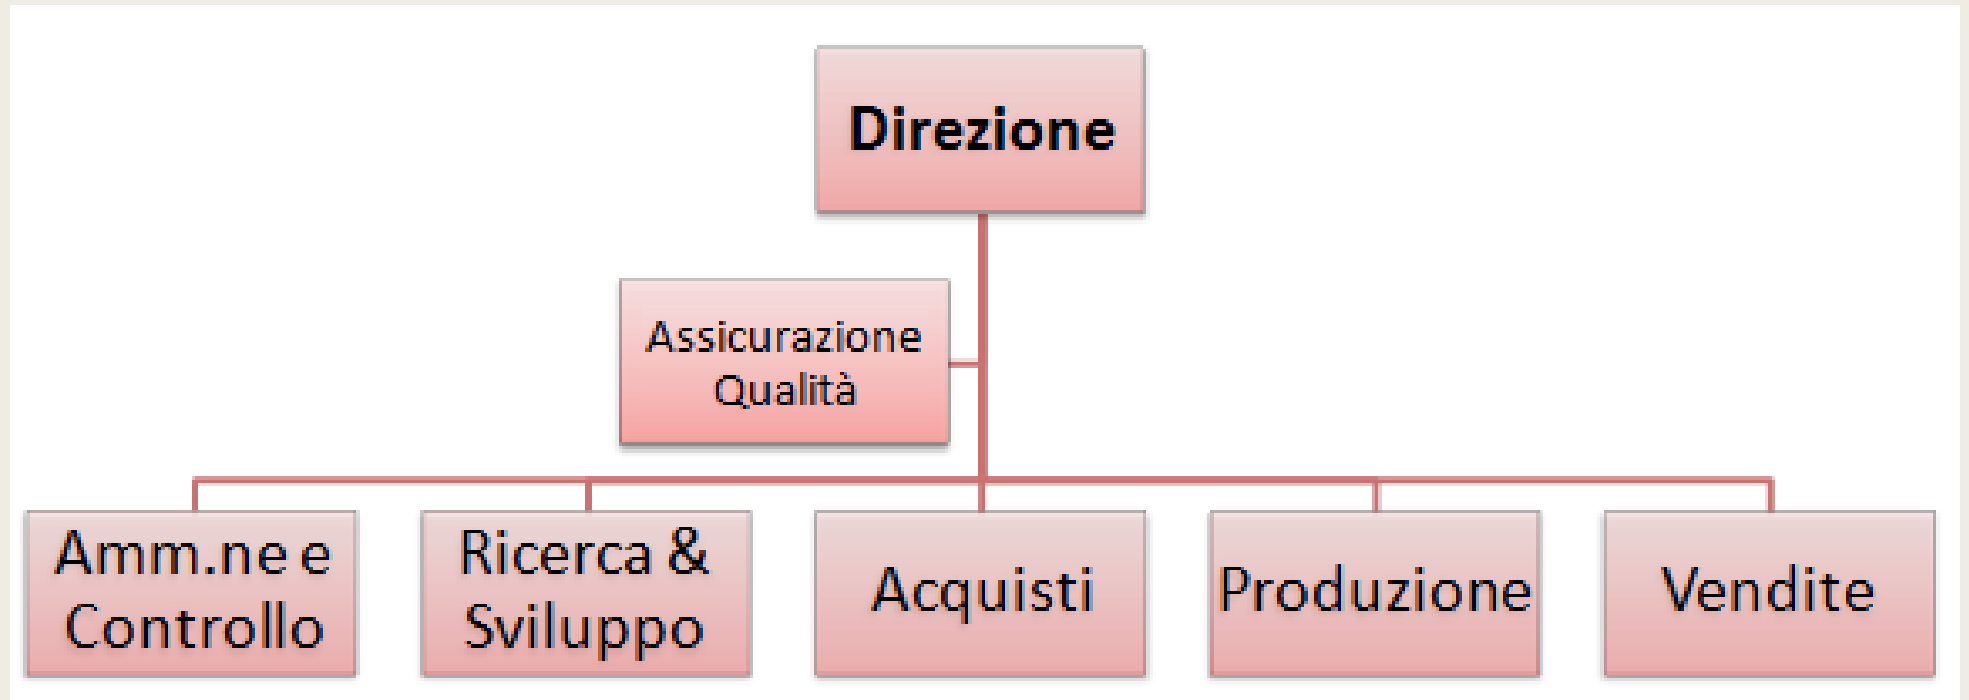 Direzione
Assicurazione
Qualità
Amm.ne e
Controllo
Ricerca &
Sviluppo
Acquisti
Produzione
Vendite